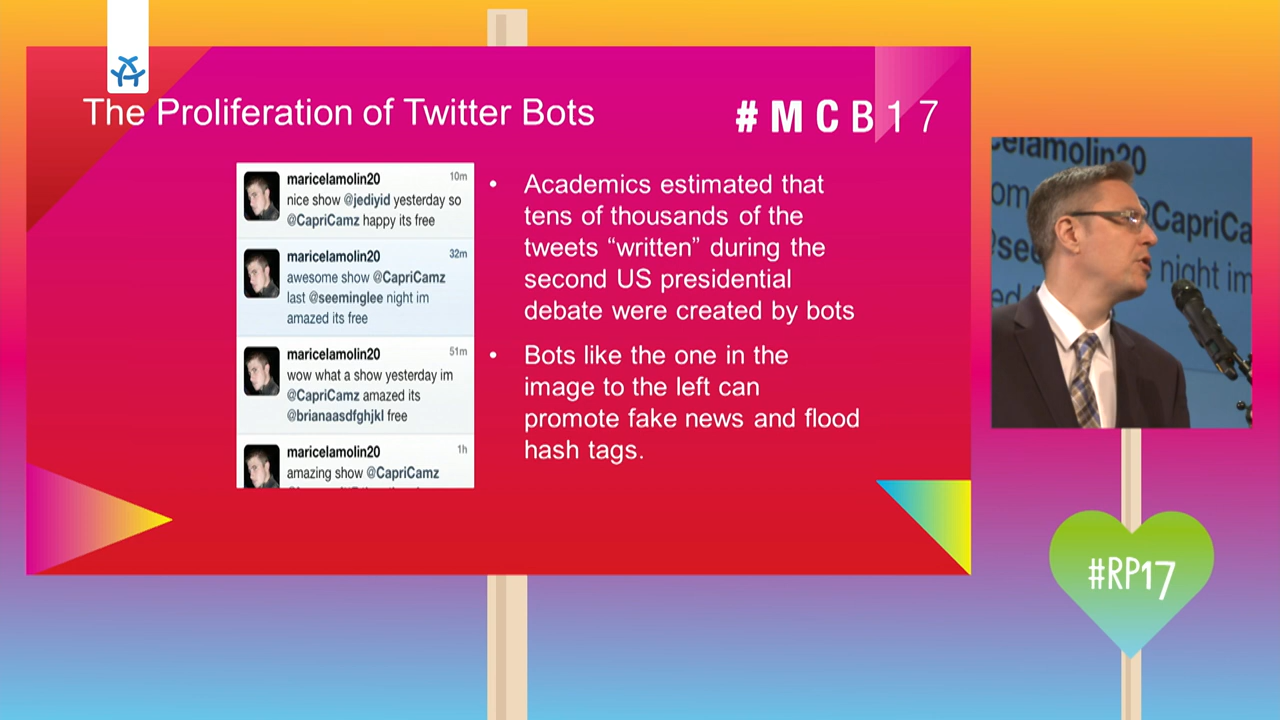 The Proliferation of Twitter Bots
#MCB17
maricelamolin20 10m
nice show @jediyid yesterday so
@CapriCamz happy its free
maricelamolin20 32m
awesome show @CapriCamz
last @seeminglee night im
amazed its free
maricelamolin20 51m
wow what a show yesterday im
@CapriCamz amazed its
@brianaasdfghjkl free
maricelamolin20 1h
amazing show @CapriCamz
• Academics estimated that
tens of thousands of the
tweets “written” during the
second US presidential
debate were created by bots
• Bots like the one in the
image to the left can
promote fake news and flood
hash tags.
celamolin20
om @CapriCa
@see night im
ed
#RP17